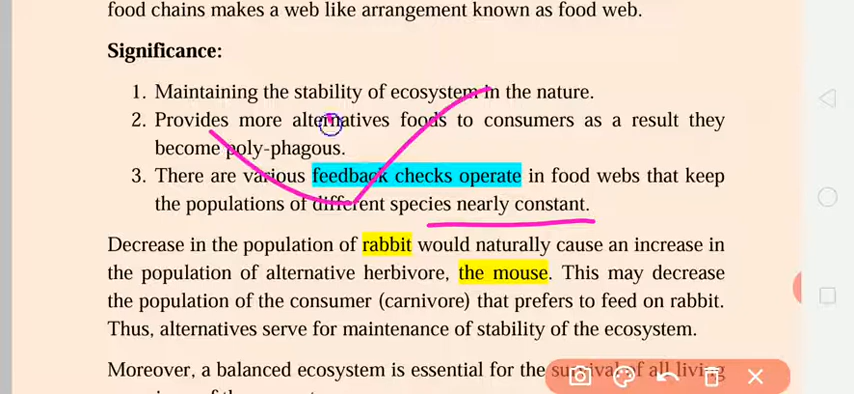 food chains makes a web like arrangement known as food web.
Significance:
1. Maintaining the stability of ecosystem in the nature.
2. Provides more alternatives foods to consumers as a result they
become poly-phagous.
3. There are various feedback checks operate in food webs that keep
the populations of different species nearly constant.
Decrease in the population of rabbit would naturally cause an increase in
the population of alternative herbivore, the mouse. This may decrease
the population of the consumer (carnivore) that prefers to feed on rabbit.
Thus, alternatives serve for maintenance of stability of the ecosystem.
Moreover, a balanced ecosystem is essential for the survival of all living